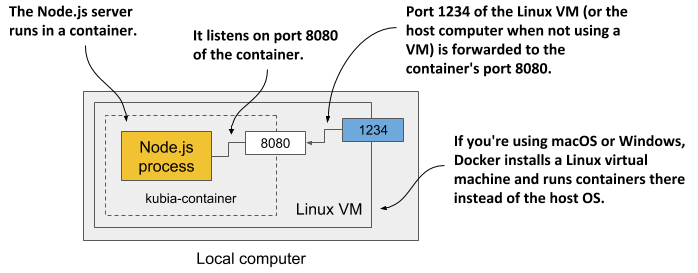 The Node.js server
runs in a container.
It listens on port 8080
of the container.
Port 1234 of the Linux VM (or the
host computer when not using a
VM) is forwarded to the
container's port 8080.
1234
8080
Node.js
process
kubia-container
Linux VM
If you're using macOS or Windows,
Docker installs a Linux virtual
machine and runs containers there
instead of the host OS.
Local computer